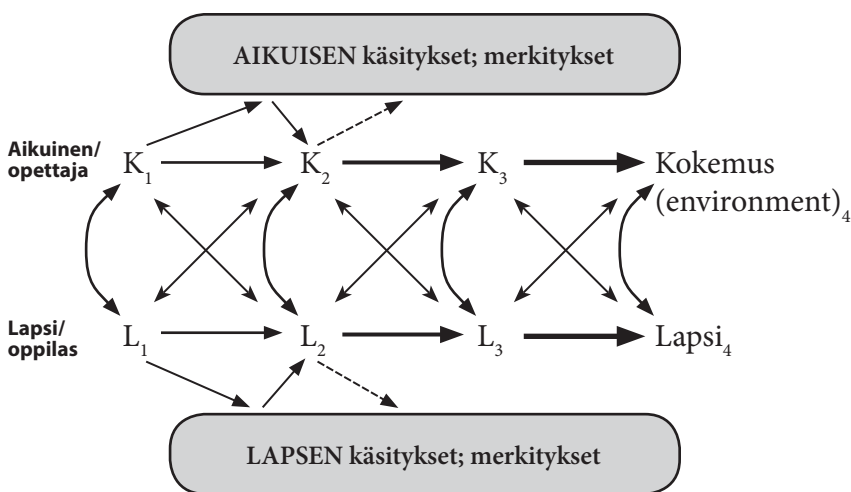 AIKUISEN käsitykset; merkitykset
Aikuinen/
opettaja
K₁
K₂
K₃
Kokemus
(environment)₄
Lapsi/
oppilas
L₁
L₂
L₃
Lapsi₄
LAPSEN käsitykset; merkitykset